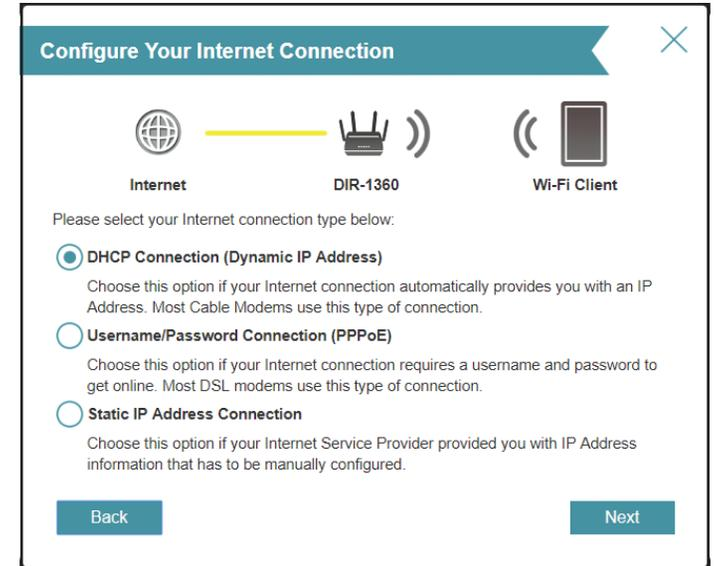 Configure Your Internet Connection
Internet
DIR-1360
Wi-Fi Client
Please select your Internet connection type below:
DHCP Connection (Dynamic IP Address)
Choose this option if your Internet connection automatically provides you with an IP
Address. Most Cable Modems use this type of connection.
Username/Password Connection (PPPoE)
Choose this option if your Internet connection requires a username and password to
get online. Most DSL modems use this type of connection.
Static IP Address Connection
Choose this option if your Internet Service Provider provided you with IP Address
information that has to be manually configured.
Back
Next